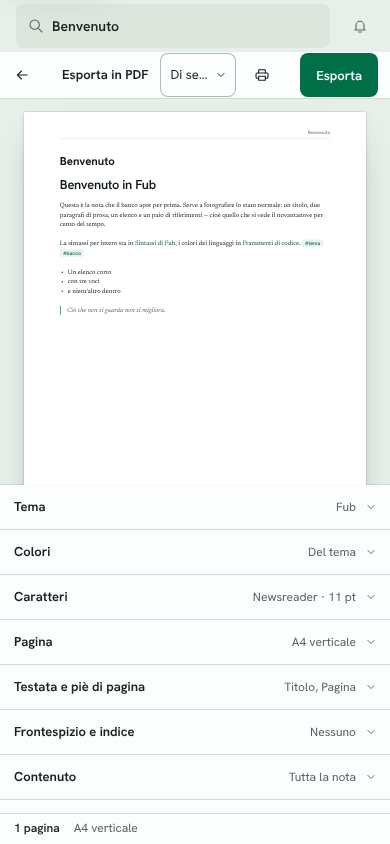 Benvenuto
Esporta in PDF
Di se...
Esporta
Benvenuto
Benvenuto
Benvenuto in Fub
Questa è la nota che il banco apre per prima. Serve a fotografare lo stato normale: un titolo, due
paragrafi di prosa, un elenco e un paio di riferimenti – cioè quello che si vede il novantanove per
cento del tempo.
La sintassi per intero sta in Sintassi di Fub, i colori dei linguaggi in Frammenti di codice. #tema
#banco
• Un elenco corto
• con tre voci
• e nient'altro dentro
Ciò che non si guarda non si migliora.
Tema Fub
Colori Del tema
Caratteri Newsreader · 11 pt
Pagina A4 verticale
Testata e piè di pagina Titolo, Pagina
Frontespizio e indice Nessuno
Contenuto Tutta la nota
1 pagina A4 verticale